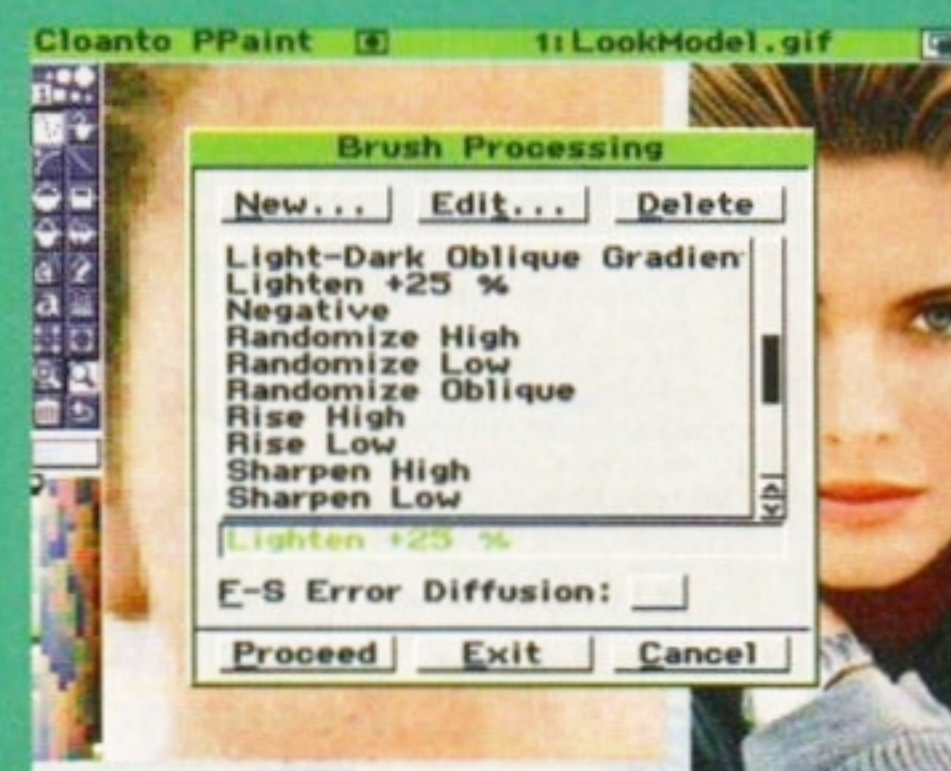 Cloanto PPaint 1:LookModel.gif
Brush Processing
New... Edit... Delete
Light-Dark Oblique Gradien
Lighten +25 %
Negative
Randomize High
Randomize Low
Randomize Oblique
Rise High
Rise Low
Sharpen High
Sharpen Low
Lighten +25 %
F-S Error Diffusion:
Proceed Exit Cancel